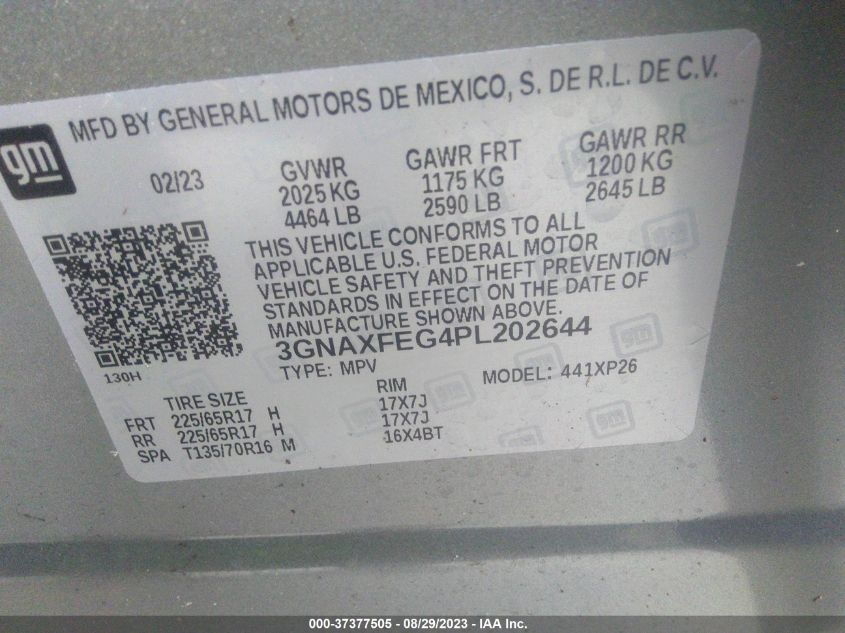 MFD BY GENERAL MOTORS DE MEXICO, S. DE R.L. DE C.V.
gm
02/23 GVWR GAWR FRT GAWR RR
2025 KG 1175 KG 1200 KG
4464 LB 2590 LB 2645 LB
THIS VEHICLE CONFORMS TO ALL
APPLICABLE U.S. FEDERAL MOTOR
VEHICLE SAFETY AND THEFT PREVENTION
STANDARDS IN EFFECT ON THE DATE OF
MANUFACTURE SHOWN ABOVE.
3GNAXFEG4PL202644
130H
TYPE: MPV MODEL: 441XP26
TIRE SIZE RIM
FRT 225/65R17 H 17X7J
RR 225/65R17 H 17X7J
SPA T135/70R16 M 16X4BT
000-37377505 - 08/29/2023 - IAA Inc.